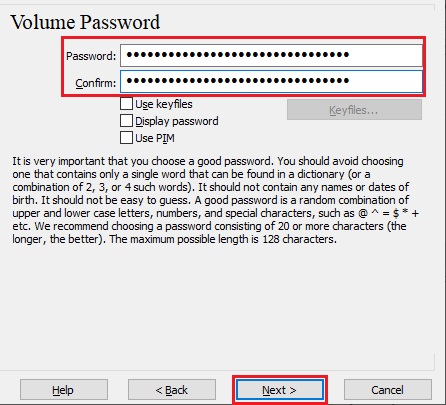 Volume Password
Password: ●●●●●●●●●●●●●●●●●●●●●●●●●●●●●●●●
Confirm: ●●●●●●●●●●●●●●●●●●●●●●●●●●●●●●●●
Use keyfiles
Keyfiles...
Display password
Use PIM
It is very important that you choose a good password. You should avoid choosing
one that contains only a single word that can be found in a dictionary (or a
combination of 2, 3, or 4 such words). It should not contain any names or dates of
birth. It should not be easy to guess. A good password is a random combination of
upper and lower case letters, numbers, and special characters, such as @ ^ = $ * +
etc. We recommend choosing a password consisting of 20 or more characters (the
longer, the better). The maximum possible length is 128 characters.
Help < Back Next > Cancel